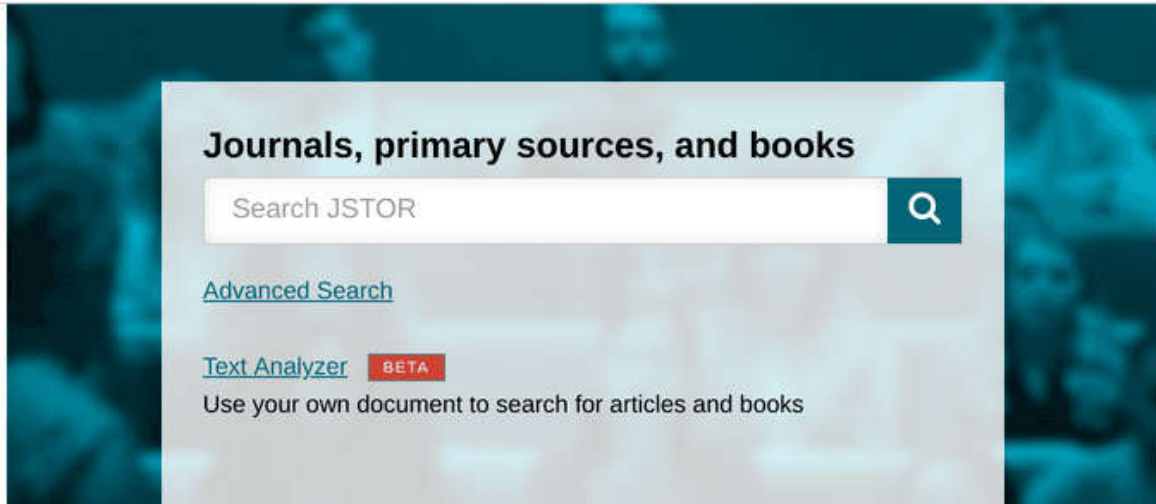 Journals, primary sources, and books
Search JSTOR
Advanced Search
Text Analyzer BETA
Use your own document to search for articles and books